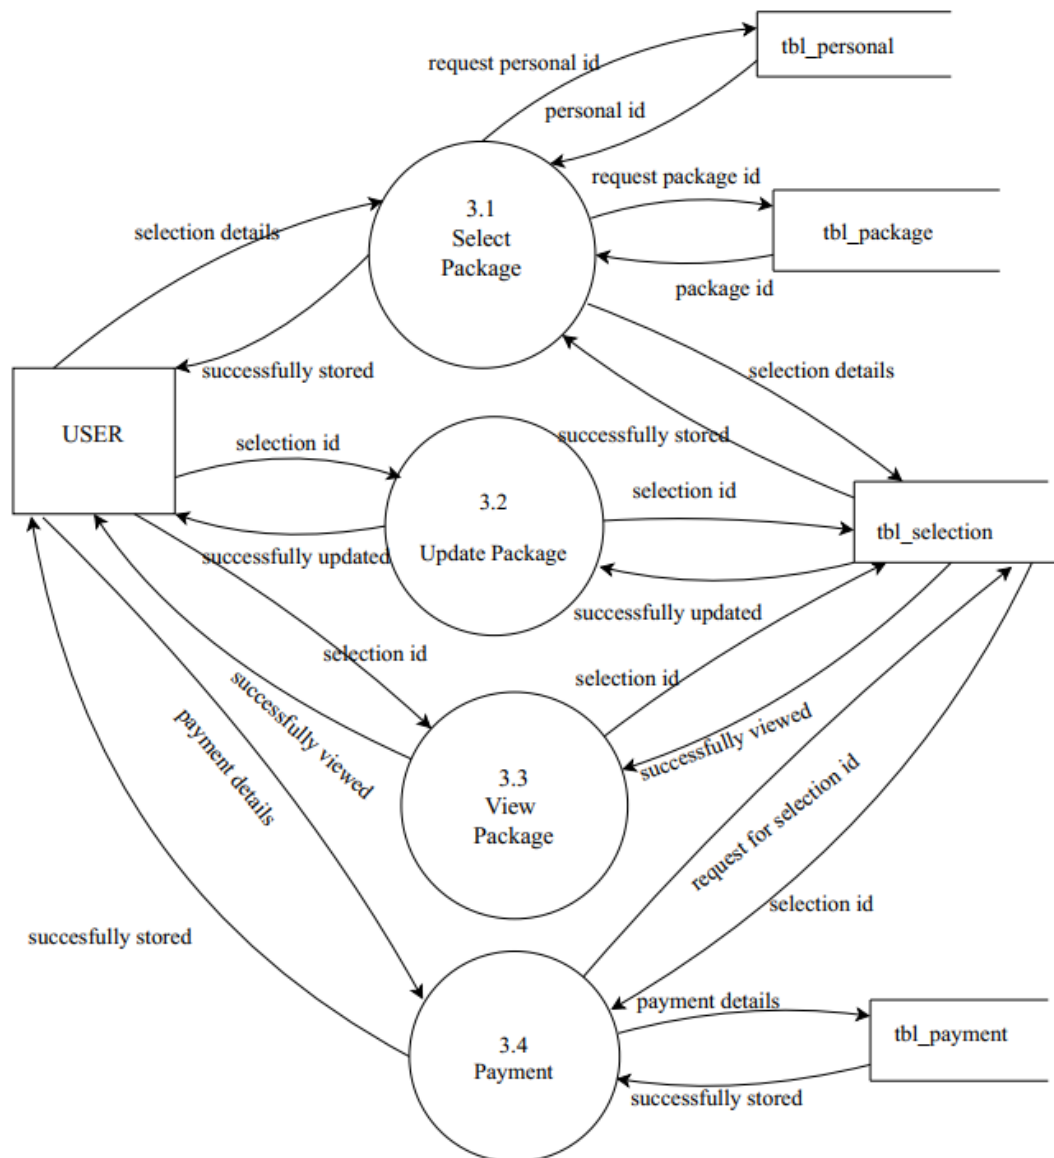 tbl_personal
request personal id
personal id
request package id
3.1
Select
Package
selection details
tbl_package
package id
successfully stored
selection details
USER
selection id
successfully stored
3.2
Update Package
selection id
tbl_selection
successfully updated
successfully updated
selection id
selection id
successfully viewed
payment details
successfully viewed
3.3
View
Package
request for selection id
selection id
succesfully stored
payment details
3.4
Payment
tbl_payment
successfully stored